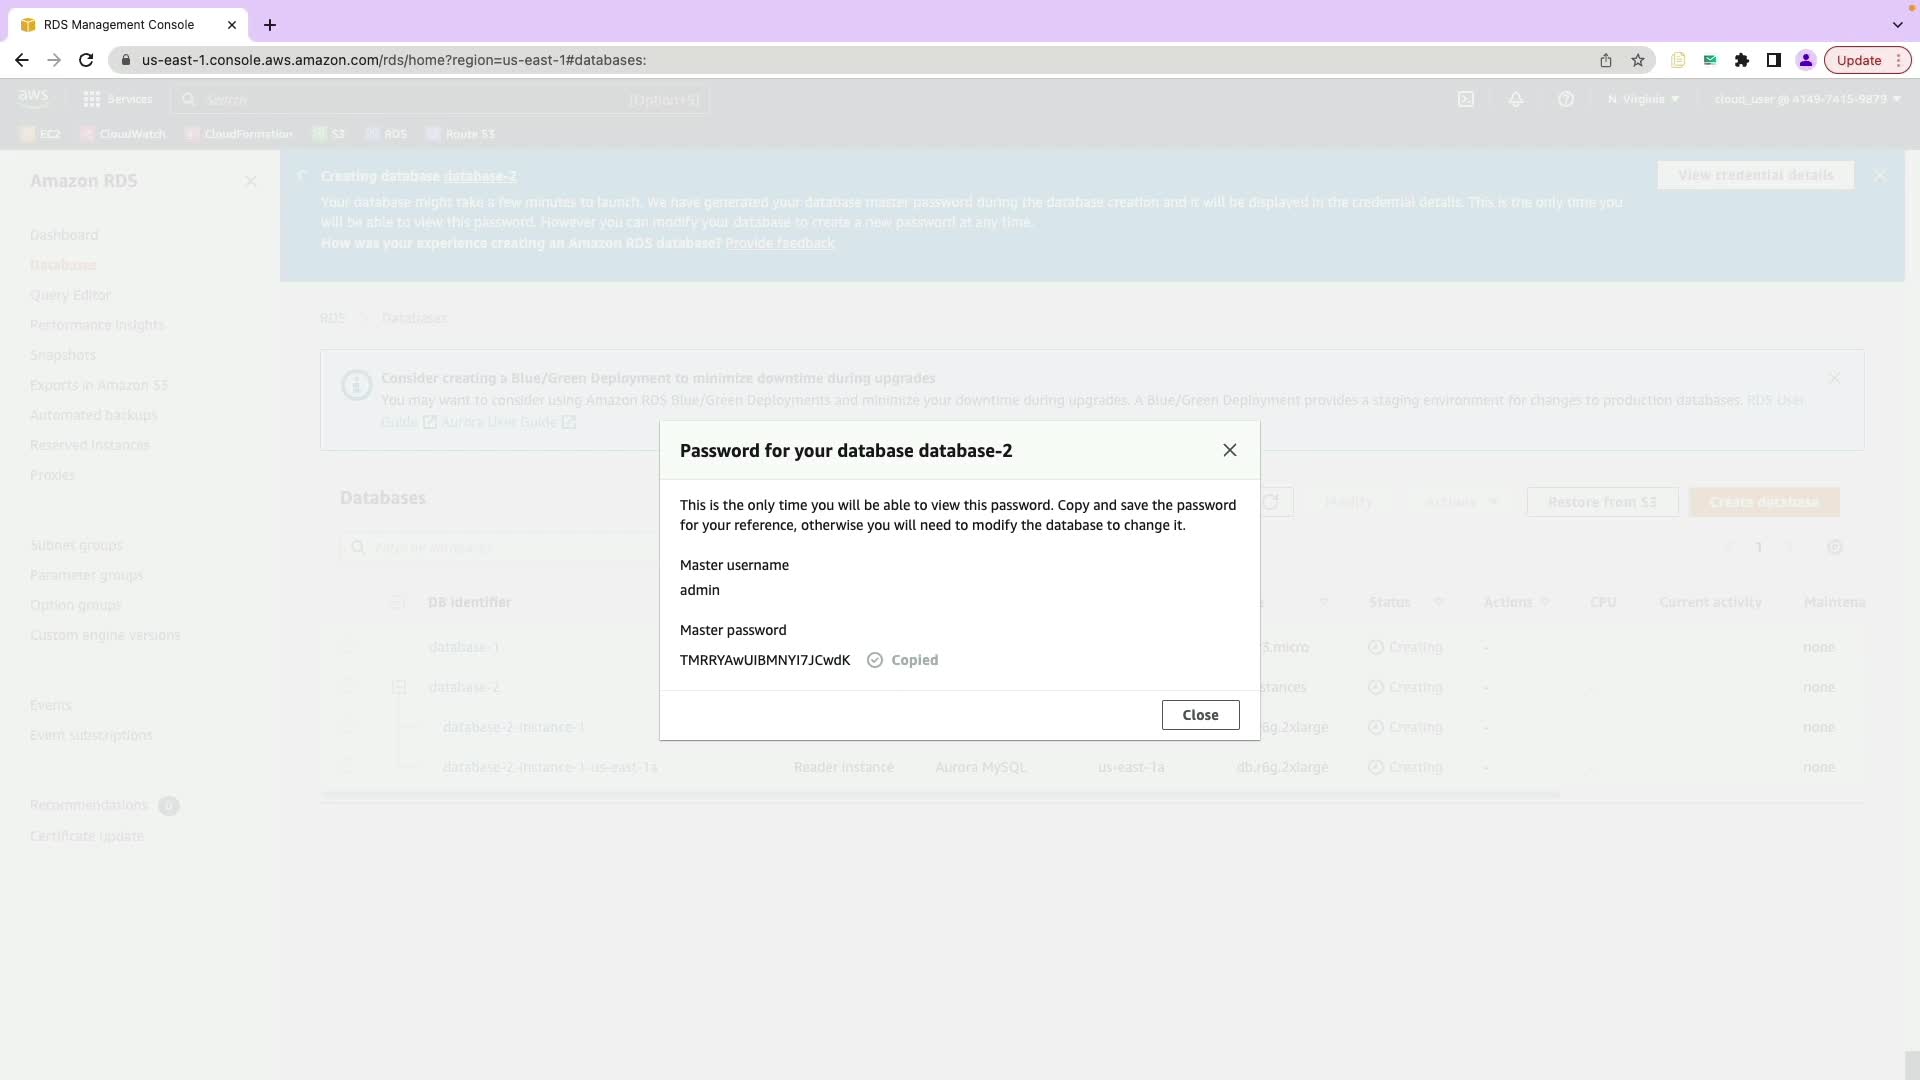 RDS Management Console
us-east-1.console.aws.amazon.com/rds/home?region=us-east-1#databases:
Update
aws
Services
Search
[Option+S]
N. Virginia
cloud_user @ 4149-7415-9879
EC2
CloudWatch
CloudFormation
S3
RDS
Route 53
Amazon RDS
Dashboard
Databases
Query Editor
Performance insights
Snapshots
Exports in Amazon S3
Automated backups
Reserved instances
Proxies
Subnet groups
Parameter groups
Option groups
Custom engine versions
Events
Event subscriptions
Recommendations 0
Certificate update
Creating database database-2
View credential details
Your database might take a few minutes to launch. We have generated your database master password during the database creation and it will be displayed in the credential details. This is the only time you
will be able to view this password. However you can modify your database to create a new password at any time.
How was your experience creating an Amazon RDS database? Provide feedback
RDS
Databases
Consider creating a Blue/Green Deployment to minimize downtime during upgrades
You may want to consider using Amazon RDS Blue/Green Deployments and minimize your downtime during upgrades. A Blue/Green Deployment provides a staging environment for changes to production databases. RDS User
Guide Aurora User Guide
Databases
Modify
Actions
Restore from S3
Create database
Filter by databases
1
DB identifier
Status
Actions
CPU
Current activity
Maintena
database-1
3.micro
Creating
-
none
database-2
stances
Creating
-
none
database-2-instance-1
6g.2xlarge
Creating
-
none
database-2-instance-1-us-east-1a
Reader instance
Aurora MySQL
us-east-1a
db.r6g.2xlarge
Creating
-
none
Password for your database database-2
This is the only time you will be able to view this password. Copy and save the password
for your reference, otherwise you will need to modify the database to change it.
Master username
admin
Master password
TMRRYAwUIBMNYI7JCwdK
Copied
Close